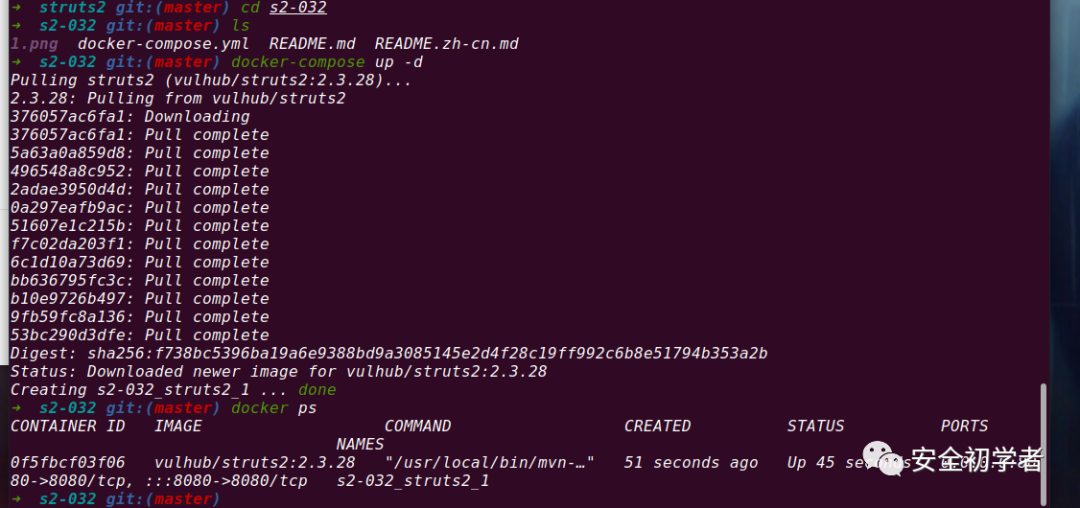 ➜ struts2 git:(master) cd s2-032
➜ s2-032 git:(master) ls
1.png docker-compose.yml README.md README.zh-cn.md
➜ s2-032 git:(master) docker-compose up -d
Pulling struts2 (vulhub/struts2:2.3.28)...
2.3.28: Pulling from vulhub/struts2
376057ac6fa1: Downloading
376057ac6fa1: Pull complete
5a63a0a859d8: Pull complete
496548a8c952: Pull complete
2adae3950d4d: Pull complete
0a297eafb9ac: Pull complete
51607e1c215b: Pull complete
f7c02da203f1: Pull complete
6c1d10a73d69: Pull complete
bb636795fc3c: Pull complete
b10e9726b497: Pull complete
9fb59fc8a136: Pull complete
53bc290d3dfe: Pull complete
Digest: sha256:f738bc5396ba19a6e9388bd9a3085145e2d4f28c19ff992c6b8e51794b353a2b
Status: Downloaded newer image for vulhub/struts2:2.3.28
Creating s2-032_struts2_1 ... done
➜ s2-032 git:(master) docker ps
CONTAINER ID IMAGE COMMAND CREATED STATUS PORTS
NAMES
0f5fbcf03f06 vulhub/struts2:2.3.28 "/usr/local/bin/mvn-…" 51 seconds ago Up 45 seconds
80->8080/tcp, :::8080->8080/tcp s2-032_struts2_1
➜ s2-032 git:(master)
安全初学者